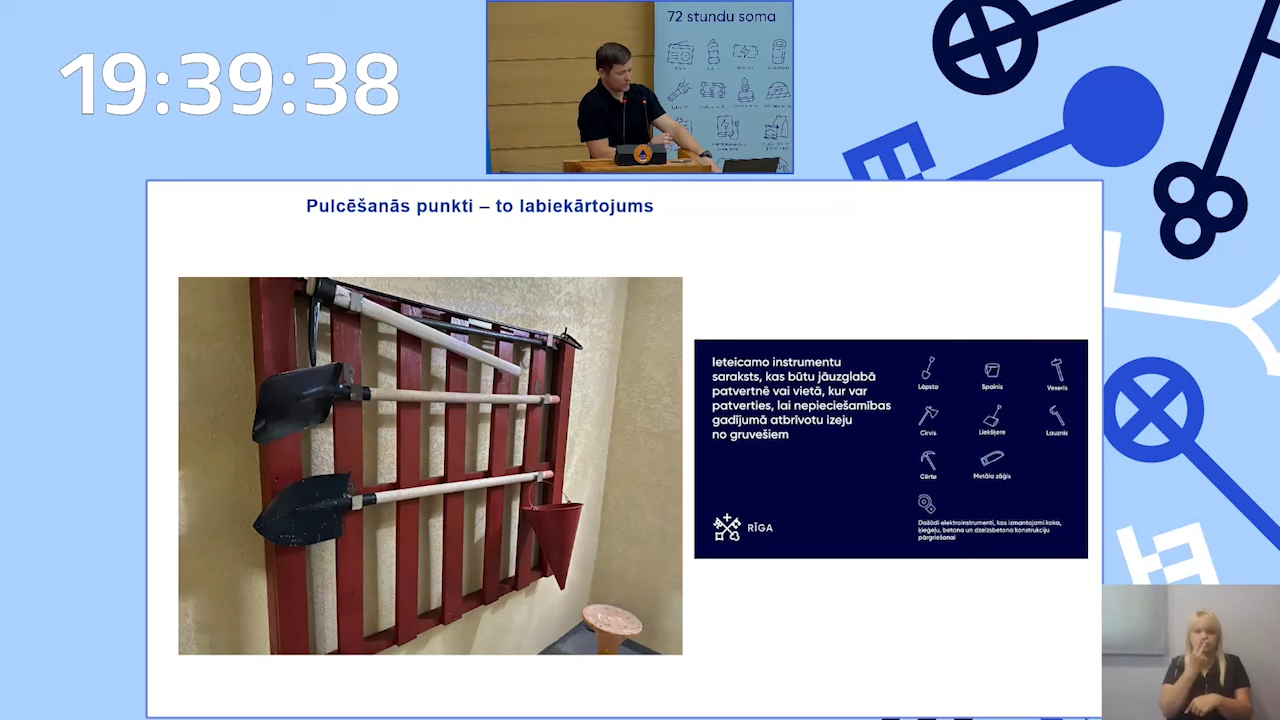 19:39:38
72 stundu soma
Pulcēšanās punkti – to labiekārtojums
Ieteicamo instrumentu
saraksts, kas būtu jāuzglabā
patvertnē vai vietā, kur var
patverties, lai nepieciešamības
gadījumā atbrīvotu izeju
no gruvešiem
Lāpsta
Spainis
Veseris
Cirvis
Liekšķere
Lauznis
Cērte
Metāla zāģis
Dažādi elektroinstrumenti, kas izmantojami koka,
ķieģeļu, betona un dzelzsbetona konstrukciju
pārgriešanai
RĪGA